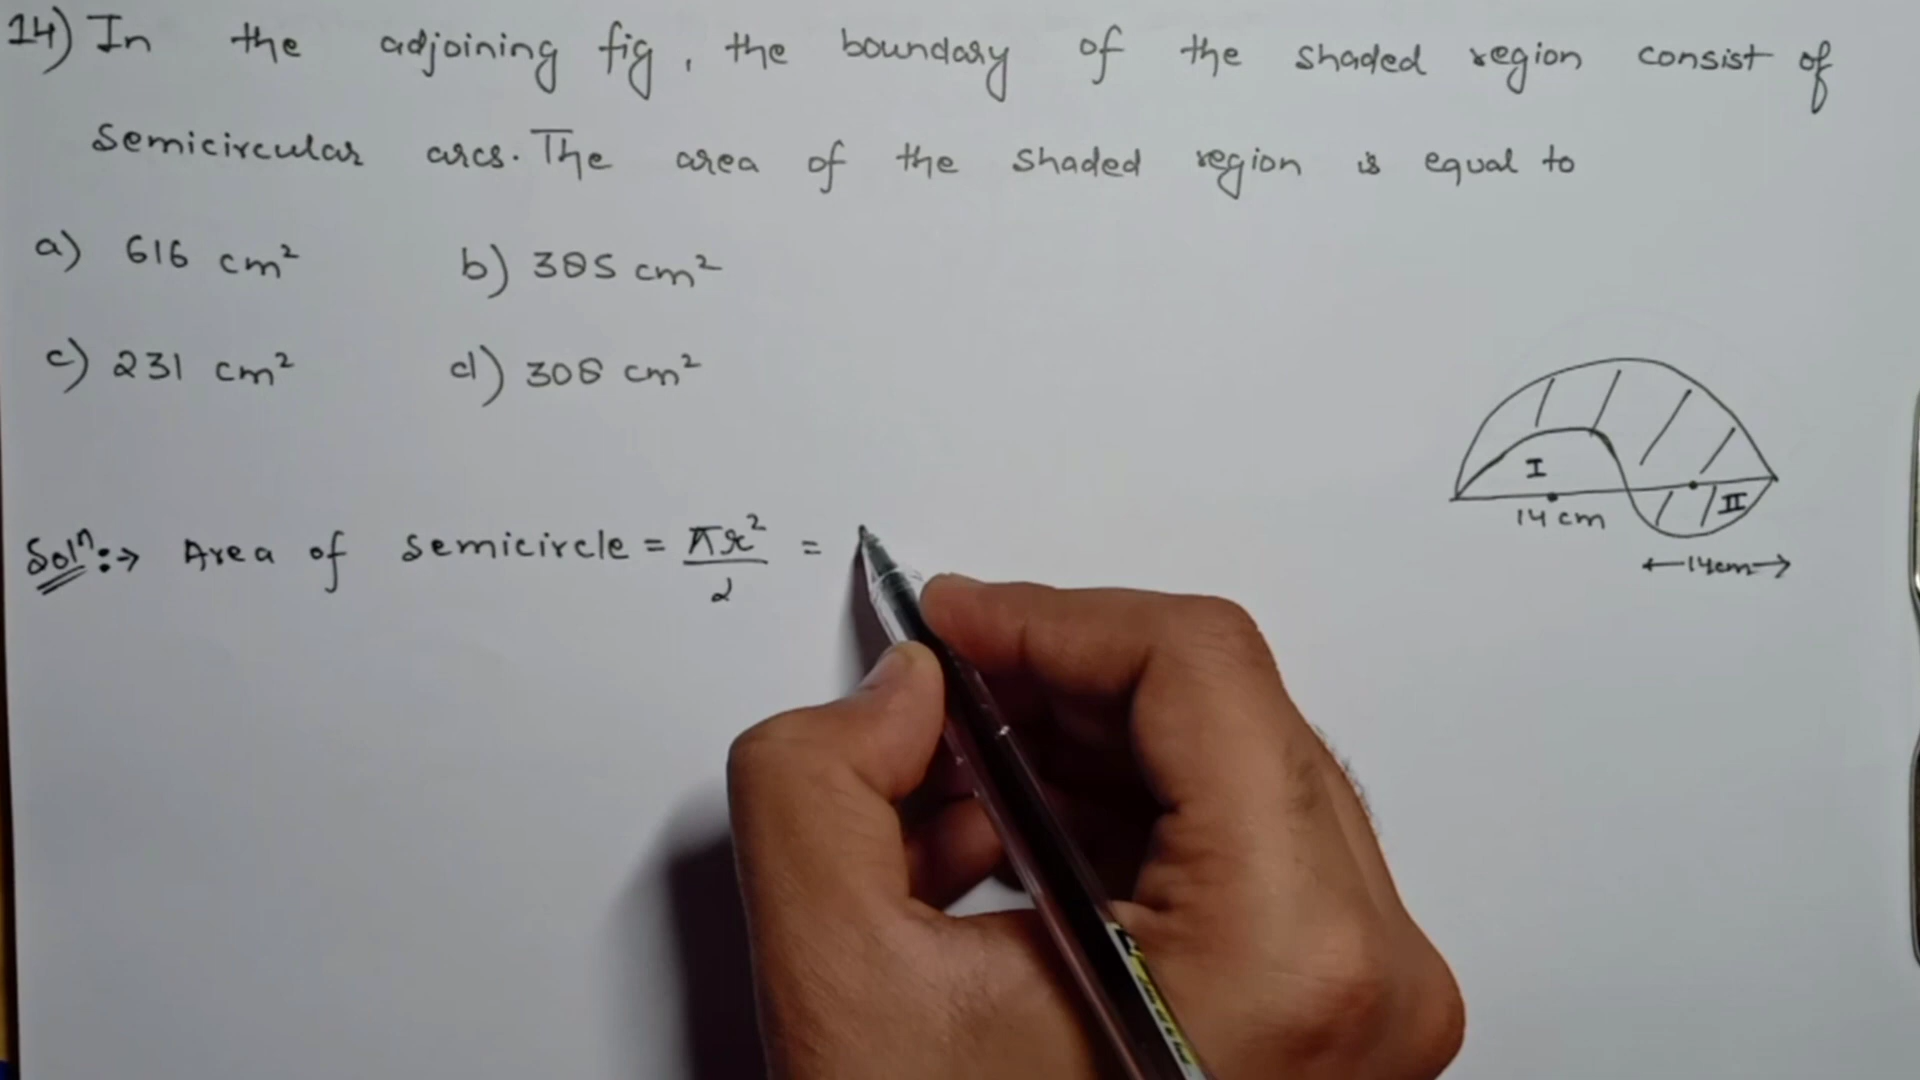 14) In the adjoining fig, the boundary of the shaded region consist of
semicircular arcs. The area of the shaded region is equal to
a) 616 cm² b) 385 cm²
c) 231 cm² d) 308 cm²
I
II
14 cm
14cm
Solⁿ:→ Area of semicircle = πr²/2 =